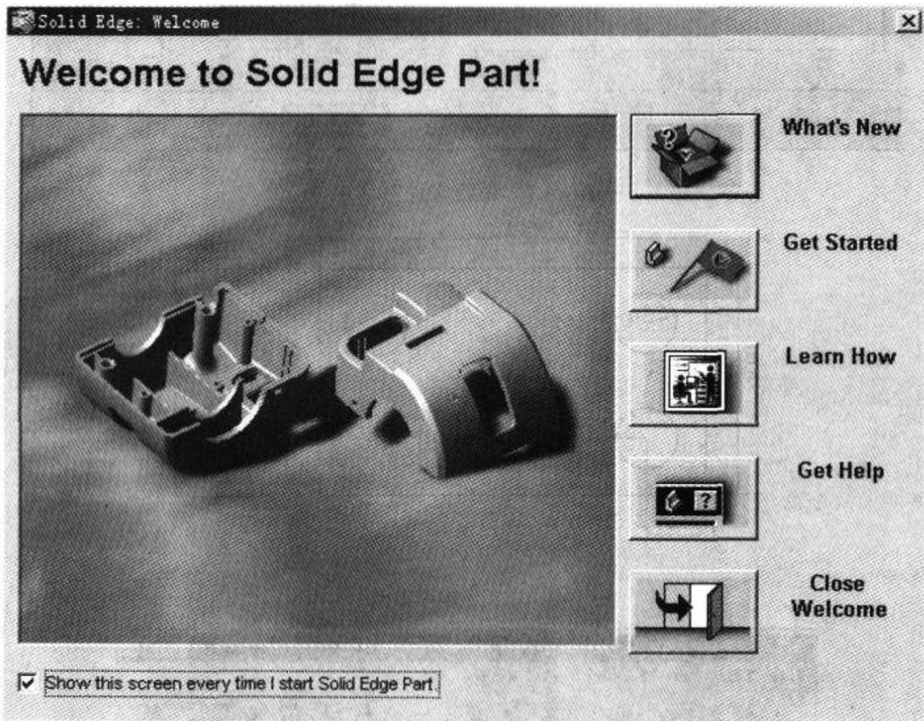 Solid Edge: Welcome
Welcome to Solid Edge Part!
What's New
Get Started
Learn How
Get Help
Close
Welcome
Show this screen every time I start Solid Edge Part.